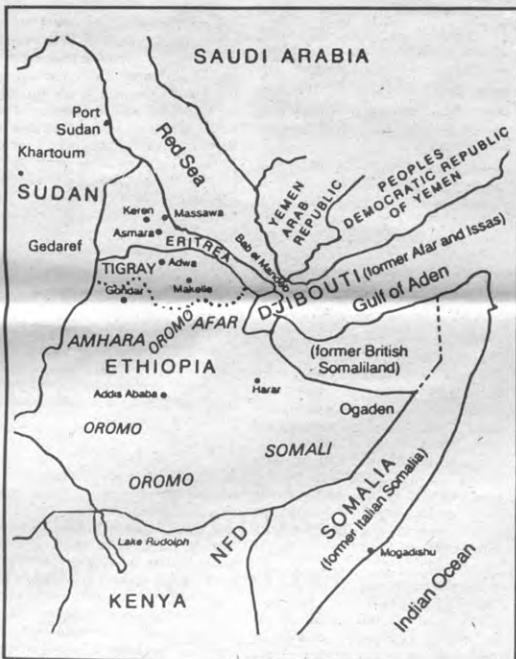 SAUDI ARABIA
Port
Sudan
Khartoum
SUDAN
Red Sea
Keren
Massawa
Asmara
ERITREA
Gedaref
YEMEN
ARAB
REPUBLIC
PEOPLES
DEMOCRATIC REPUBLIC
OF YEMEN
Bab el Mandeb
TIGRAY
Adwa
Makelle
Gondar
DJIBOUTI (former Afar and Issas)
Gulf of Aden
AFAR
OROMO
AMHARA
ETHIOPIA
(former British
Somaliland)
Addis Ababa
Harar
Ogaden
OROMO
SOMALI
OROMO
SOMALIA
(former Italian Somalia)
Lake Rudolph
NFD
Mogadishu
KENYA
Indian Ocean